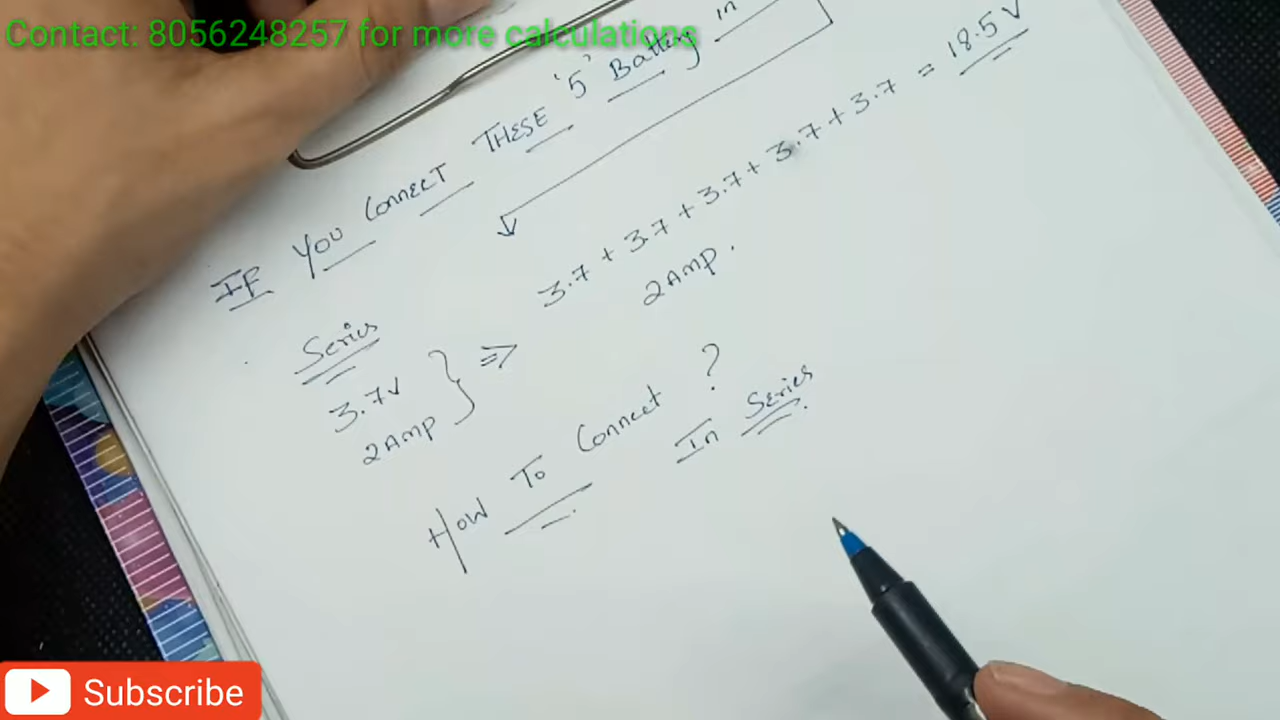 Contact: 8056248257 for more calculations
IF YOU Connect THESE '5' Battery in
Series
3.7V
2Amp
} =>
3.7 + 3.7 + 3.7 + 3.7 + 3.7 = 18.5 V
2Amp.
HOW To Connect ?
In Series
Subscribe